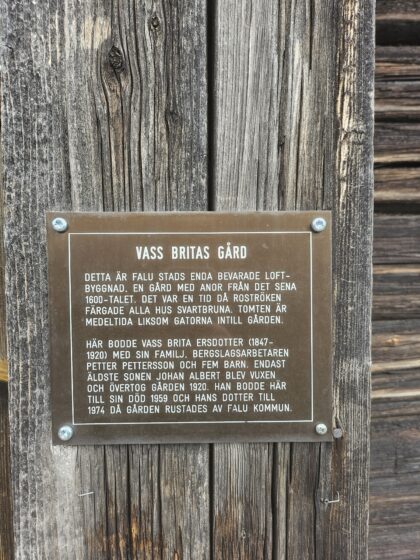 VASS BRITAS GÅRD
DETTA ÄR FALU STADS ENDA BEVARADE LOFT-
BYGGNAD. EN GÅRD MED ANOR FRÅN DET SENA
1600-TALET. DET VAR EN TID DÅ ROSTRÖKEN
FÄRGADE ALLA HUS SVARTBRUNA. TOMTEN ÄR
MEDELTIDA LIKSOM GATORNA INTILL GÅRDEN.
HÄR BODDE VASS BRITA ERSDOTTER (1847-
1920) MED SIN FAMILJ, BERGSLAGSARBETAREN
PETTER PETTERSSON OCH FEM BARN. ENDAST
ÄLDSTE SONEN JOHAN ALBERT BLEV VUXEN
OCH ÖVERTOG GÅRDEN 1920. HAN BODDE HÄR
TILL SIN DÖD 1959 OCH HANS DOTTER TILL
1974 DÅ GÅRDEN RUSTADES AV FALU KOMMUN.